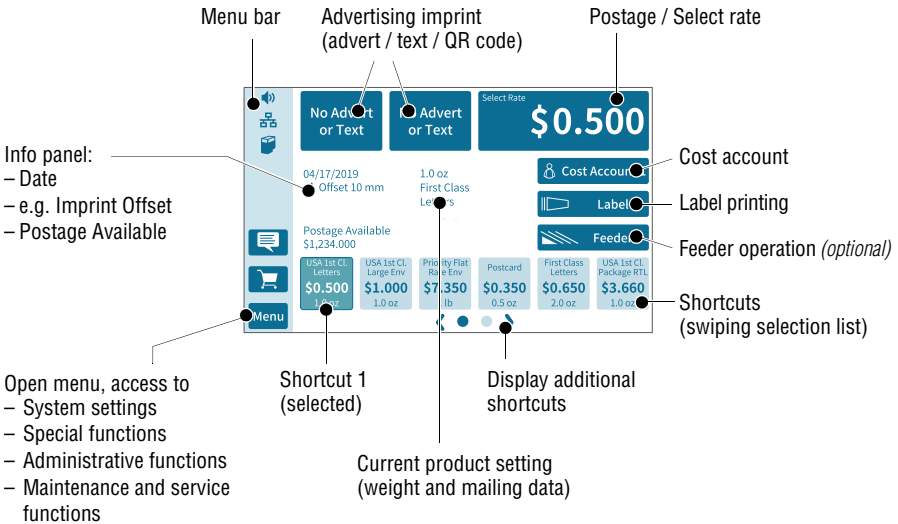 Menu bar
Advertising imprint
(advert / text / QR code)
Postage / Select rate
No Advert
or Text
No Advert
or Text
Select Rate
$0.500
Info panel:
– Date
– e.g. Imprint Offset
– Postage Available
04/17/2019
Offset 10 mm
1.0 oz
First Class
Letters
Cost Account
Cost account
Label
Label printing
Feeder
Feeder operation (optional)
Postage Available
$1,234.000
USA 1st Cl.
Letters
$0.500
1.0 oz
USA 1st Cl.
Large Env
$1.000
1.0 oz
Priority Flat
Rate Env
$7.350
lb
Postcard
$0.350
0.5 oz
First Class
Letters
$0.650
2.0 oz
USA 1st Cl.
Package RTL
$3.660
1.0 oz
Shortcuts
(swiping selection list)
Menu
Open menu, access to
– System settings
– Special functions
– Administrative functions
– Maintenance and service
functions
Shortcut 1
(selected)
Display additional
shortcuts
Current product setting
(weight and mailing data)